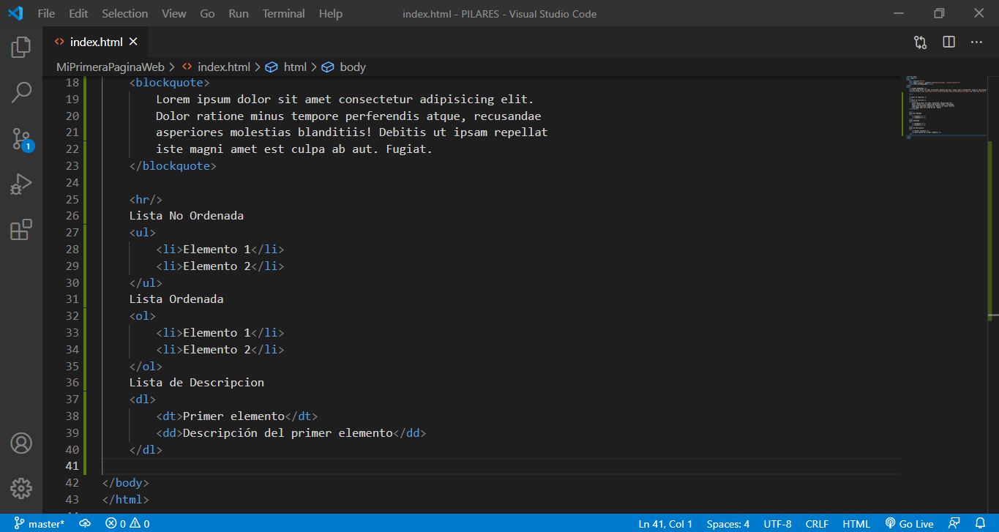 File Edit Selection View Go Run Terminal Help index.html - PILARES - Visual Studio Code
index.html
MiPrimeraPaginaWeb > index.html > html > body
18 <blockquote>
19 Lorem ipsum dolor sit amet consectetur adipisicing elit.
20 Dolor ratione minus tempore perferendis atque, recusandae
21 asperiores molestias blanditiis! Debitis ut ipsam repellat
22 iste magni amet est culpa ab aut. Fugiat.
23 </blockquote>
24
25 <hr/>
26 Lista No Ordenada
27 <ul>
28 <li>Elemento 1</li>
29 <li>Elemento 2</li>
30 </ul>
31 Lista Ordenada
32 <ol>
33 <li>Elemento 1</li>
34 <li>Elemento 2</li>
35 </ol>
36 Lista de Descripcion
37 <dl>
38 <dt>Primer elemento</dt>
39 <dd>Descripción del primer elemento</dd>
40 </dl>
41
42 </body>
43 </html>
1
master* 0 0 Ln 41, Col 1 Spaces: 4 UTF-8 CRLF HTML Go Live